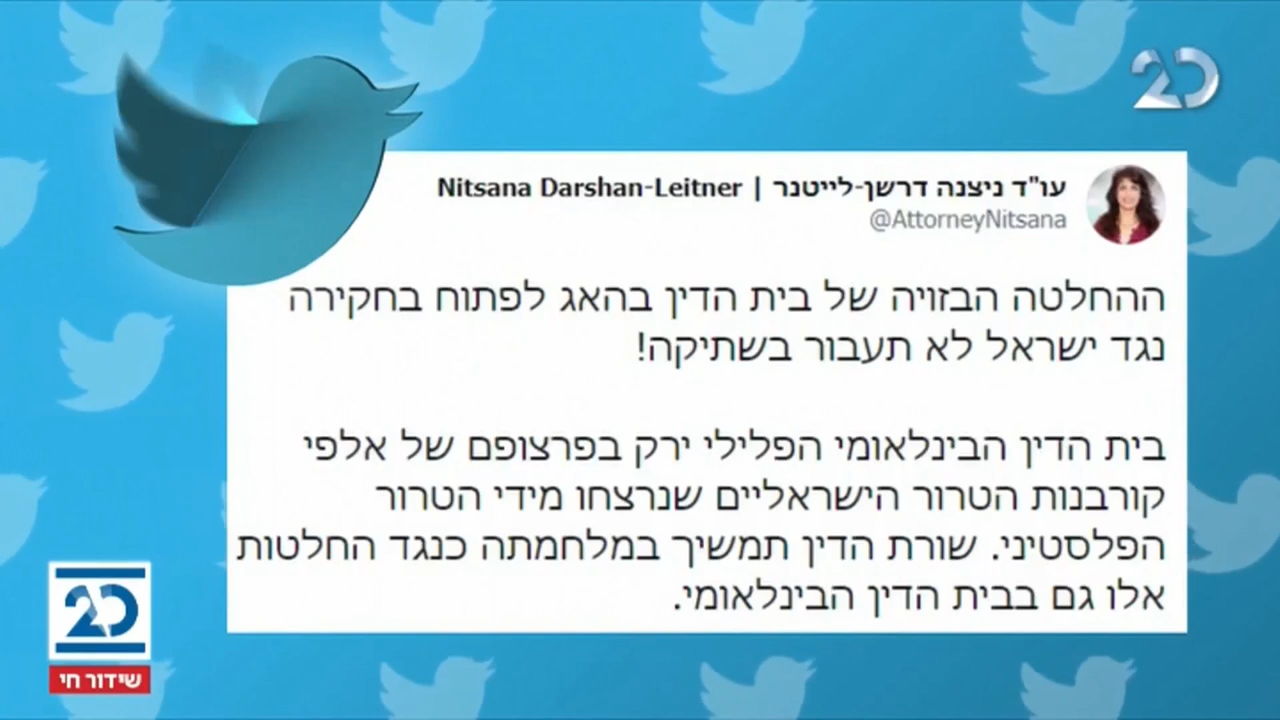 20
עו"ד ניצנה דרשן-לייטנר | Nitsana Darshan-Leitner
@AttorneyNitsana
ההחלטה הבזויה של בית הדין בהאג לפתוח בחקירה
נגד ישראל לא תעבור בשתיקה!
בית הדין הבינלאומי הפלילי ירק בפרצופם של אלפי
קורבנות הטרור הישראליים שנרצחו מידי הטרור
הפלסטיני. שורת הדין תמשיך במלחמתה כנגד החלטות
אלו גם בבית הדין הבינלאומי.
20
שידור חי